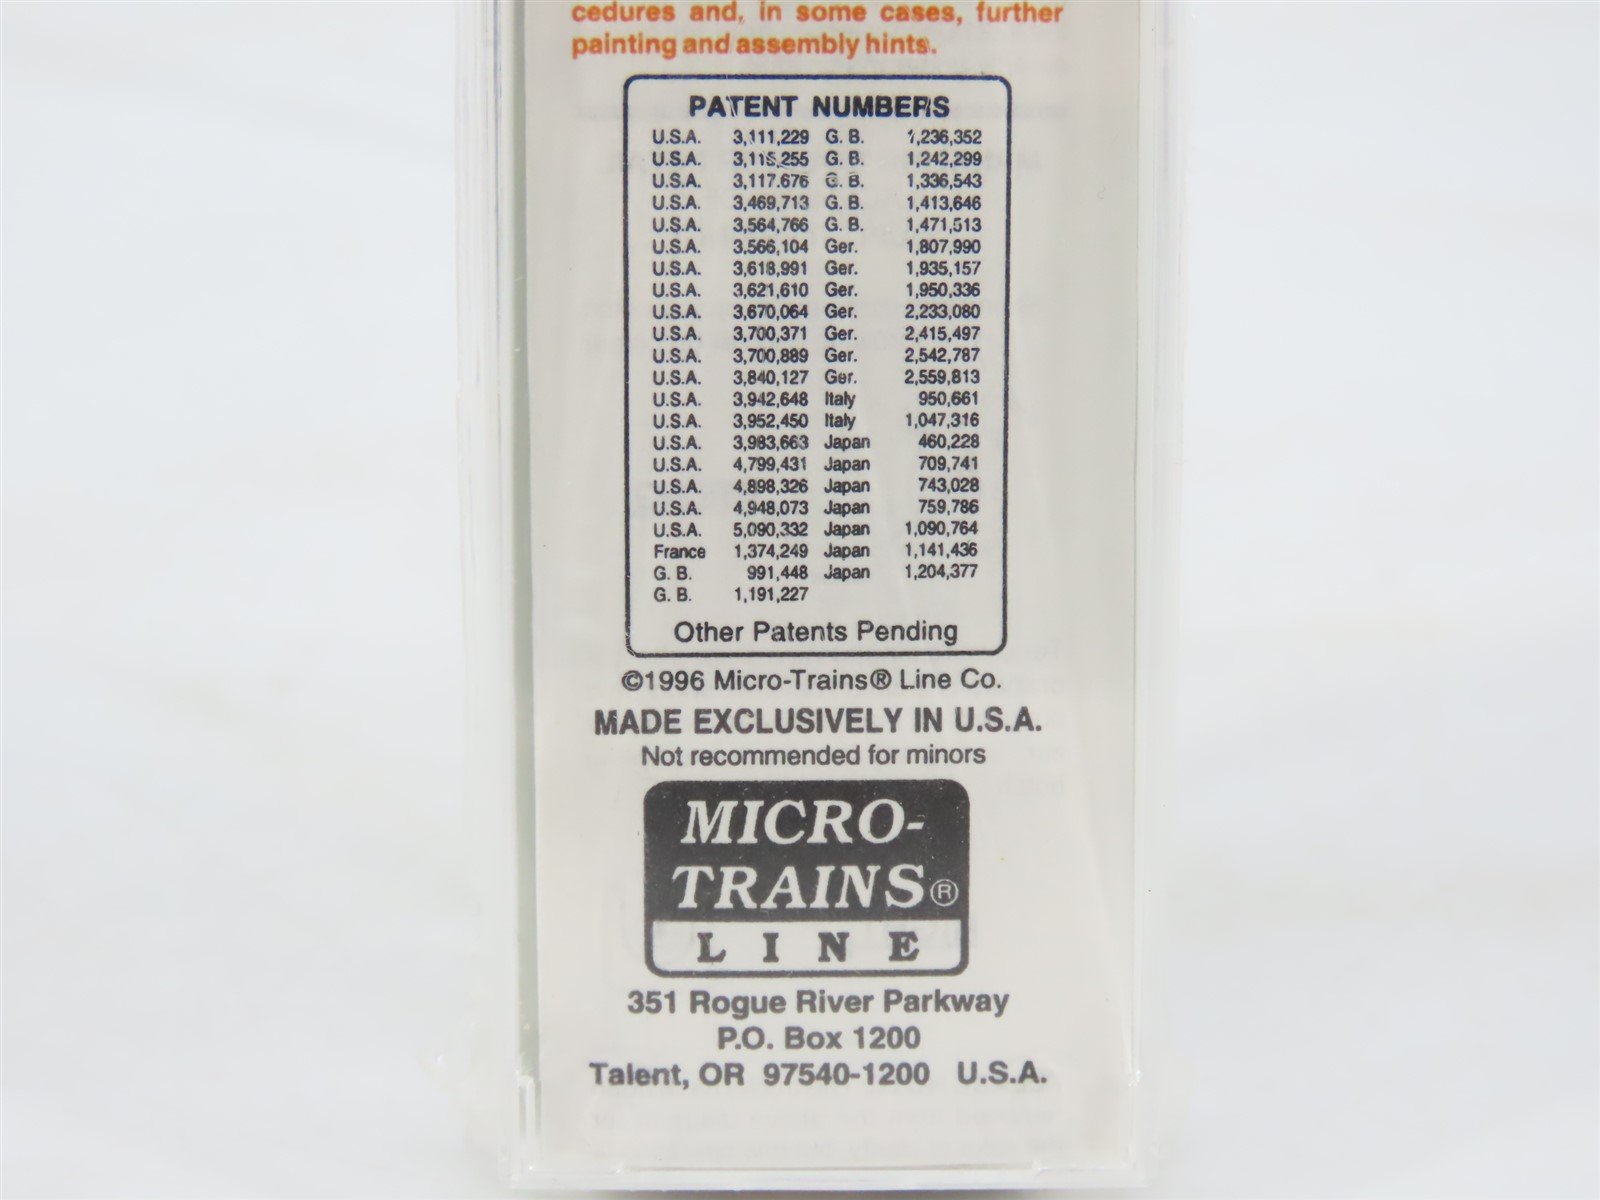 cedures and, in some cases, further
painting and assembly hints.
PATENT NUMBERS
U.S.A. 3,111,229 G. B. 1,236,352
U.S.A. 3,115,255 G. B. 1,242,299
U.S.A. 3,117.676 G. B. 1,336,543
U.S.A. 3,469,713 G. B. 1,413,646
U.S.A. 3,564,766 G. B. 1,471,513
U.S.A. 3,566,104 Ger. 1,807,990
U.S.A. 3,618,991 Ger. 1,935,157
U.S.A. 3,621,610 Ger. 1,950,336
U.S.A. 3,670,064 Ger. 2,233,080
U.S.A. 3,700,371 Ger. 2,415,497
U.S.A. 3,700,889 Ger. 2,542,787
U.S.A. 3,840,127 Ger. 2,559,813
U.S.A. 3,942,648 Italy 950,661
U.S.A. 3,952,450 Italy 1,047,316
U.S.A. 3,983,663 Japan 460,228
U.S.A. 4,799,431 Japan 709,741
U.S.A. 4,898,326 Japan 743,028
U.S.A. 4,948,073 Japan 759,786
U.S.A. 5,090,332 Japan 1,090,764
France 1,374,249 Japan 1,141,436
G. B. 991,448 Japan 1,204,377
G. B. 1,191,227
Other Patents Pending
©1996 Micro-Trains® Line Co.
MADE EXCLUSIVELY IN U.S.A.
Not recommended for minors
MICRO-
TRAINS®
LINE
351 Rogue River Parkway
P.O. Box 1200
Talent, OR 97540-1200 U.S.A.